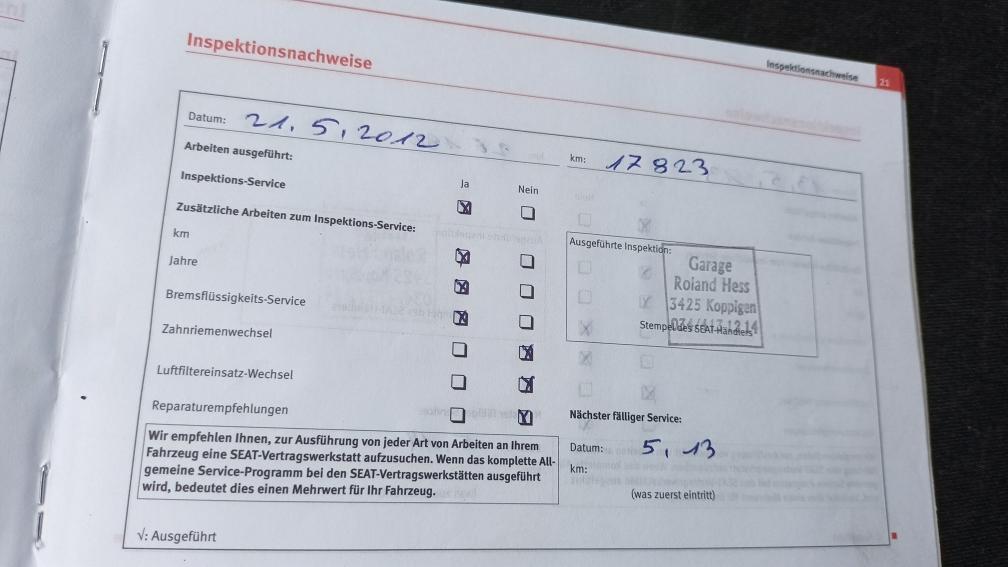 Inspektionsnachweise
Inspektionsnachweise 21
Datum: 21.5.2012
km: 17823
Arbeiten ausgeführt:
Ja Nein
Inspektions-Service
Zusätzliche Arbeiten zum Inspektions-Service:
km
Jahre
Bremsflüssigkeits-Service
Zahnriemenwechsel
Luftfiltereinsatz-Wechsel
Reparaturempfehlungen
Ausgeführte Inspektion:
Garage
Roland Hess
3425 Koppigen
Stempel des SEAT-Händlers
Nächster fälliger Service:
Datum: 5. 13
km:
(was zuerst eintritt)
Wir empfehlen Ihnen, zur Ausführung von jeder Art von Arbeiten an Ihrem
Fahrzeug eine SEAT-Vertragswerkstatt aufzusuchen. Wenn das komplette All-
gemeine Service-Programm bei den SEAT-Vertragswerkstätten ausgeführt
wird, bedeutet dies einen Mehrwert für Ihr Fahrzeug.
√: Ausgeführt